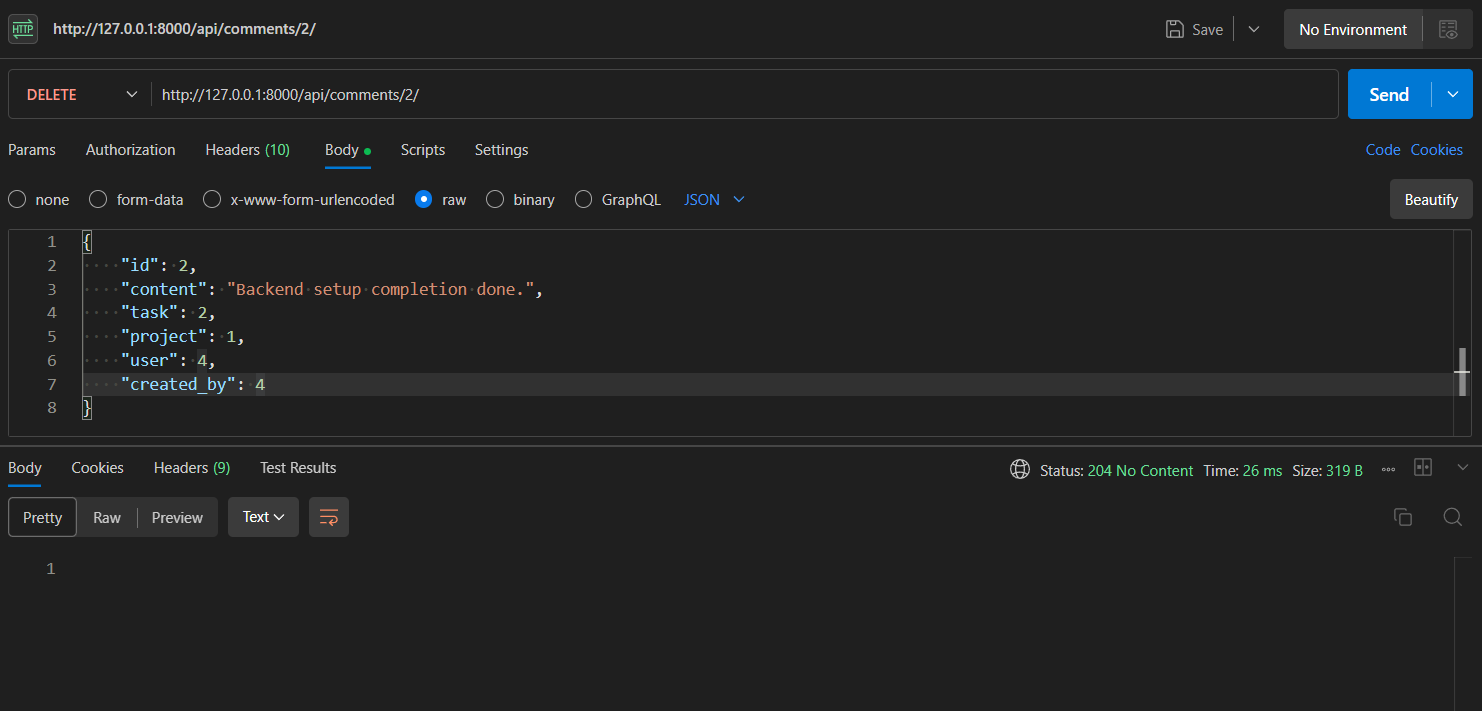 HTTP http://127.0.0.1:8000/api/comments/2/ Save No Environment
DELETE http://127.0.0.1:8000/api/comments/2/ Send
Params Authorization Headers (10) Body Scripts Settings Code Cookies
none form-data x-www-form-urlencoded raw binary GraphQL JSON Beautify
1 {
2 "id": 2,
3 "content": "Backend setup completion done.",
4 "task": 2,
5 "project": 1,
6 "user": 4,
7 "created_by": 4
8 }
Body Cookies Headers (9) Test Results Status: 204 No Content Time: 26 ms Size: 319 B
Pretty Raw Preview Text
1